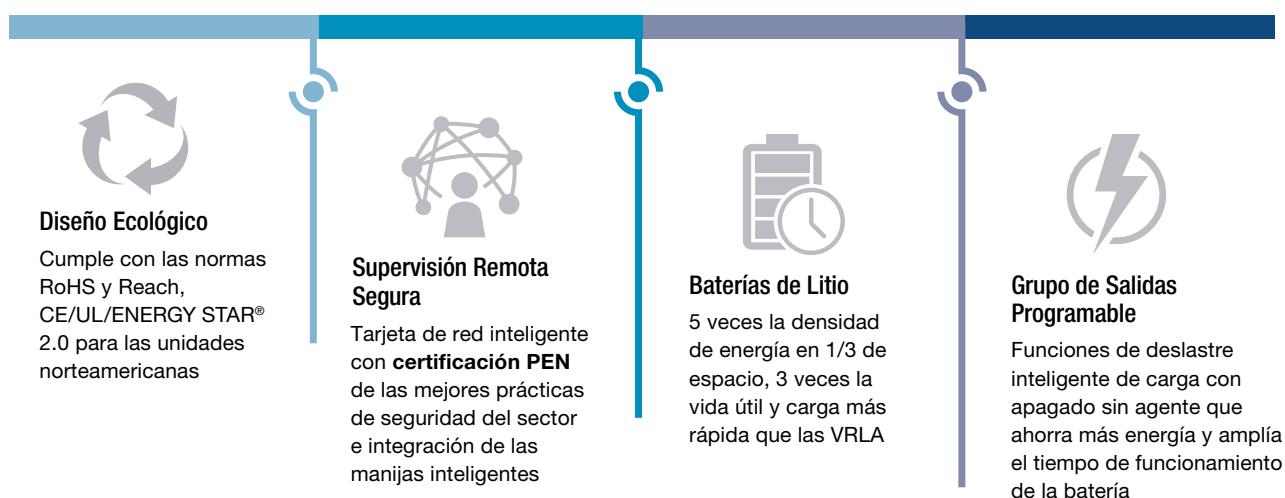 Diseño Ecológico
Cumple con las normas
RoHS y Reach,
CE/UL/ENERGY STAR®
2.0 para las unidades
norteamericanas
Supervisión Remota
Segura
Tarjeta de red inteligente
con certificación PEN
de las mejores prácticas
de seguridad del sector
e integración de las
manijas inteligentes
Baterías de Litio
5 veces la densidad
de energía en 1/3 de
espacio, 3 veces la
vida útil y carga más
rápida que las VRLA
Grupo de Salidas
Programable
Funciones de deslastre
inteligente de carga con
apagado sin agente que
ahorra más energía y amplía
el tiempo de funcionamiento
de la batería